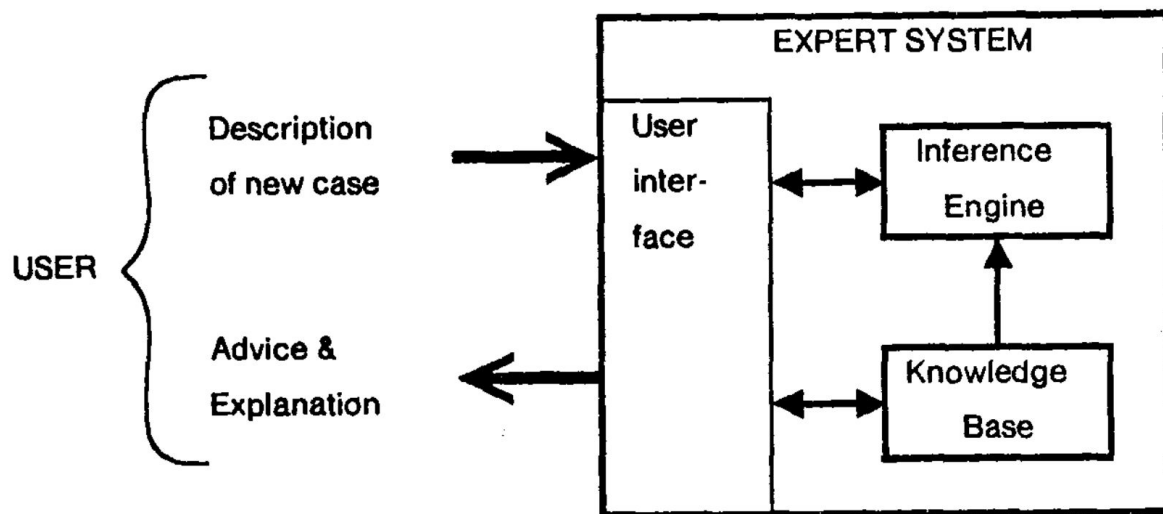 USER
Description
of new case
Advice &
Explanation
EXPERT SYSTEM
User
inter-
face
Inference
Engine
Knowledge
Base